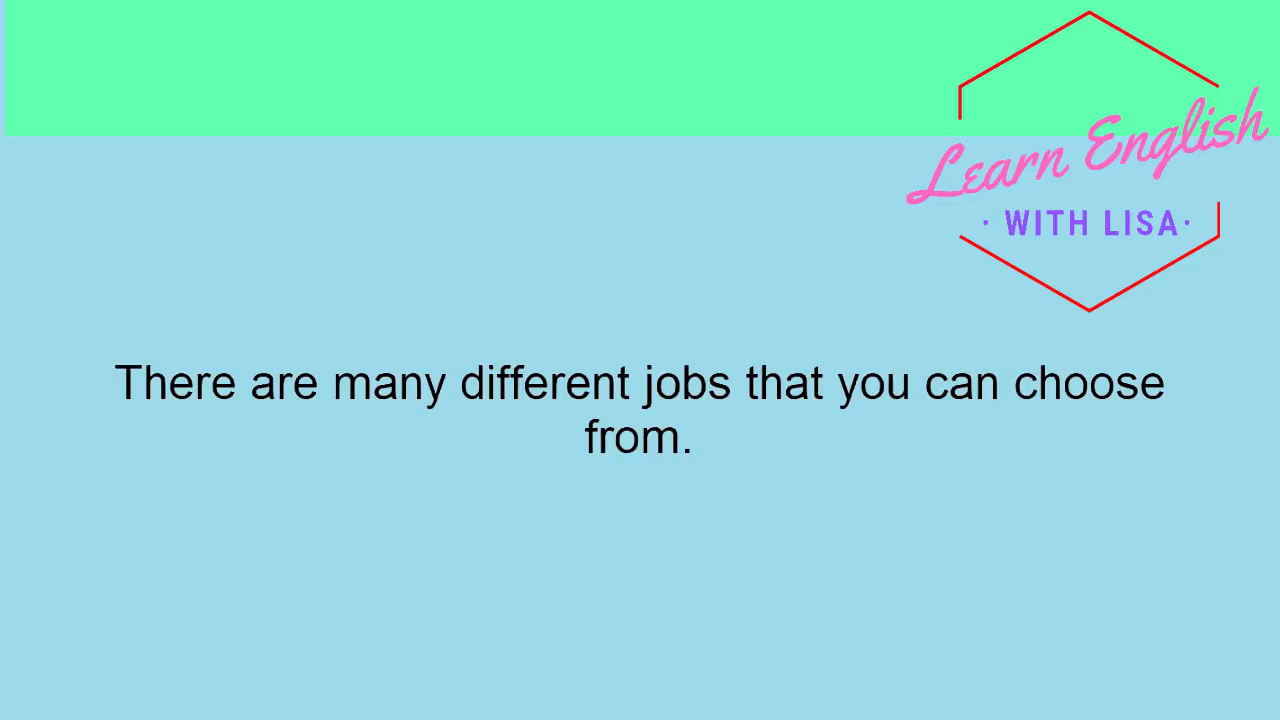 Learn English
· WITH LISA·
There are many different jobs that you can choose
from.